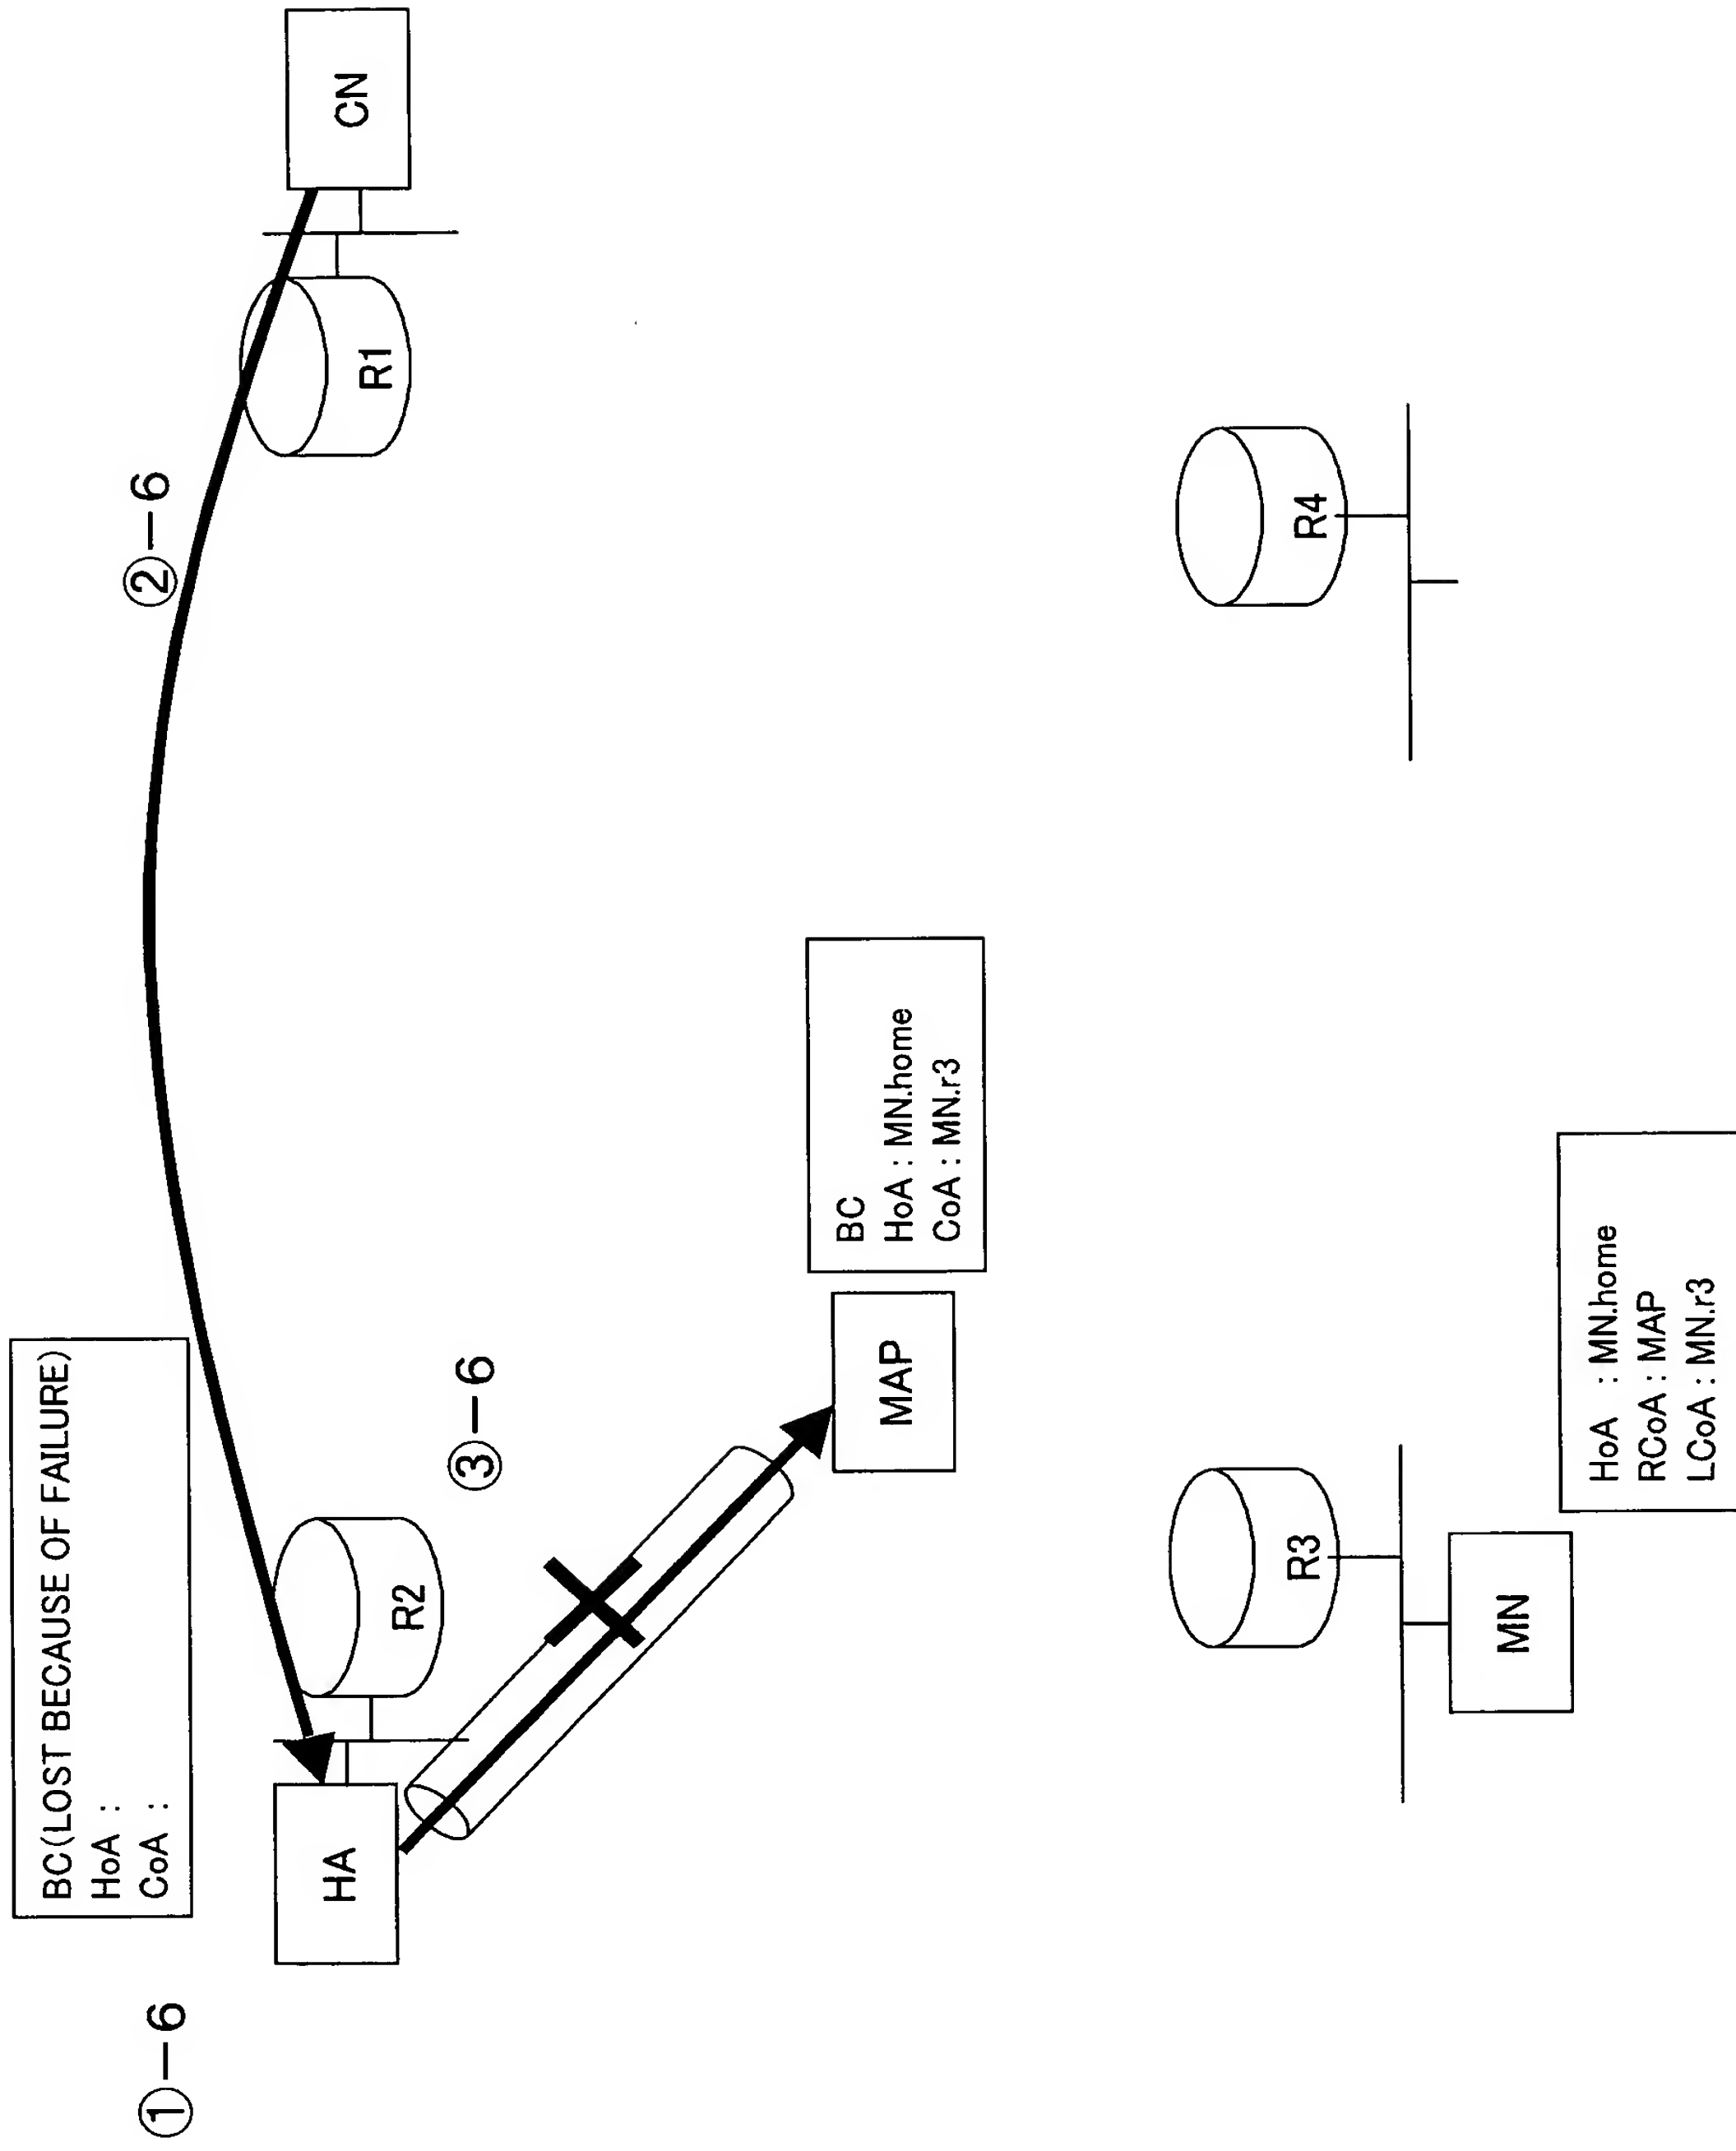 ①—6
BC(LOST BECAUSE OF FAILURE)
HoA :
CoA :
②—6
HA
R2
R1
CN
③—6
MAP
BC
HoA : MN.home
CoA : MN.r3
R3
R4
MN
HoA : MN.home
RCoA : MAP
LCoA : MN.r3